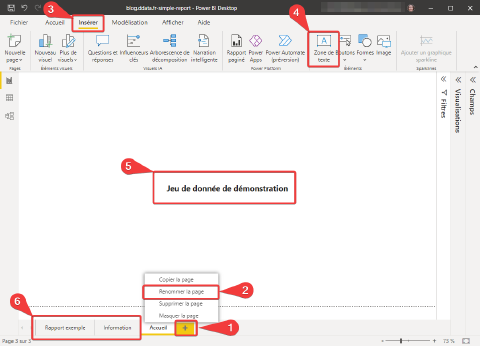 blog.ddata.fr-simple-report - Power BI Desktop
Fichier Accueil Insérer Modélisation Afficher Aide
3
4
Nouvelle page
Nouveau visuel
Plus de visuels
Questions et réponses
Influenceurs clés
Arborescence de décomposition
Narration intelligente
Rapport paginé
Power Apps
Power Automate (préversion)
Zone de texte
Boutons
Formes
Image
Ajouter un graphique sparkline
Pages
Éléments visuels
Visuels IA
Power Platform
Éléments
Sparklines
Filtres
Visualisations
Champs
5
Jeu de donnée de démonstration
Copier la page
Renommer la page
2
Supprimer la page
Masquer la page
6
Rapport exemple
Information
Accueil
+
1
Page 3 sur 3
- + 73 %